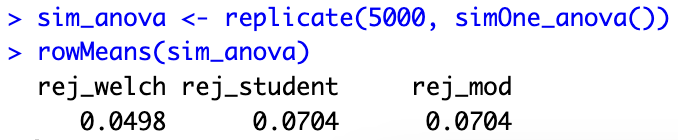 > sim_anova <- replicate(5000, simOne_anova())
> rowMeans(sim_anova)
rej_welch rej_student rej_mod
0.0498 0.0704 0.0704